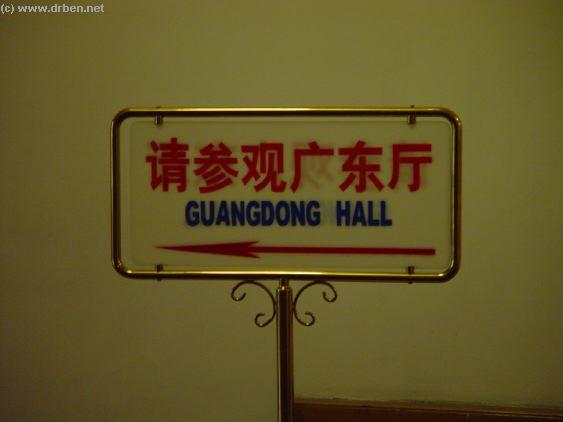 (c) www.drben.net
请参观广东厅
GUANGDONG HALL